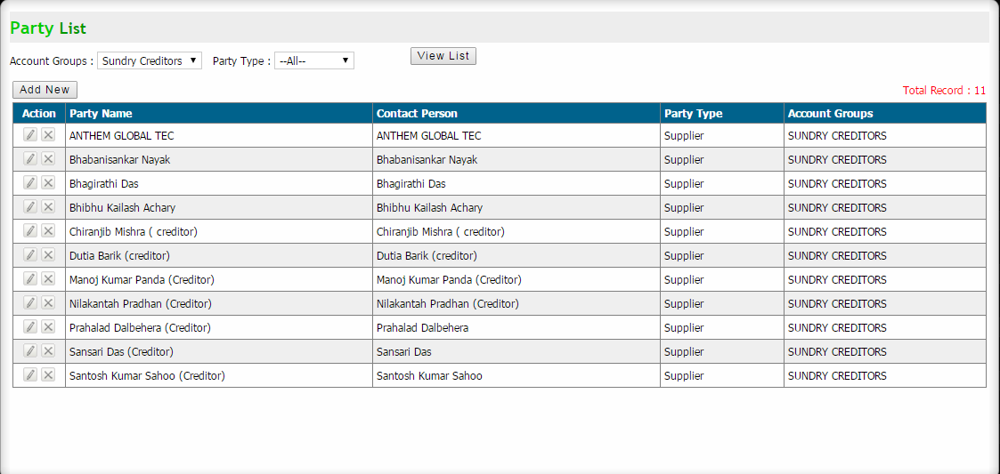 Party List
Account Groups : Sundry Creditors Party Type : --All-- View List
Add New Total Record : 11
Action Party Name Contact Person Party Type Account Groups
ANTHEM GLOBAL TEC ANTHEM GLOBAL TEC Supplier SUNDRY CREDITORS
Bhabanisankar Nayak Bhabanisankar Nayak Supplier SUNDRY CREDITORS
Bhagirathi Das Bhagirathi Das Supplier SUNDRY CREDITORS
Bhibhu Kailash Achary Bhibhu Kailash Achary Supplier SUNDRY CREDITORS
Chiranjib Mishra ( creditor) Chiranjib Mishra ( creditor) Supplier SUNDRY CREDITORS
Dutia Barik (creditor) Dutia Barik (creditor) Supplier SUNDRY CREDITORS
Manoj Kumar Panda (Creditor) Manoj Kumar Panda (Creditor) Supplier SUNDRY CREDITORS
Nilakantah Pradhan (Creditor) Nilakantah Pradhan (Creditor) Supplier SUNDRY CREDITORS
Prahalad Dalbehera (Creditor) Prahalad Dalbehera Supplier SUNDRY CREDITORS
Sansari Das (Creditor) Sansari Das Supplier SUNDRY CREDITORS
Santosh Kumar Sahoo (Creditor) Santosh Kumar Sahoo Supplier SUNDRY CREDITORS